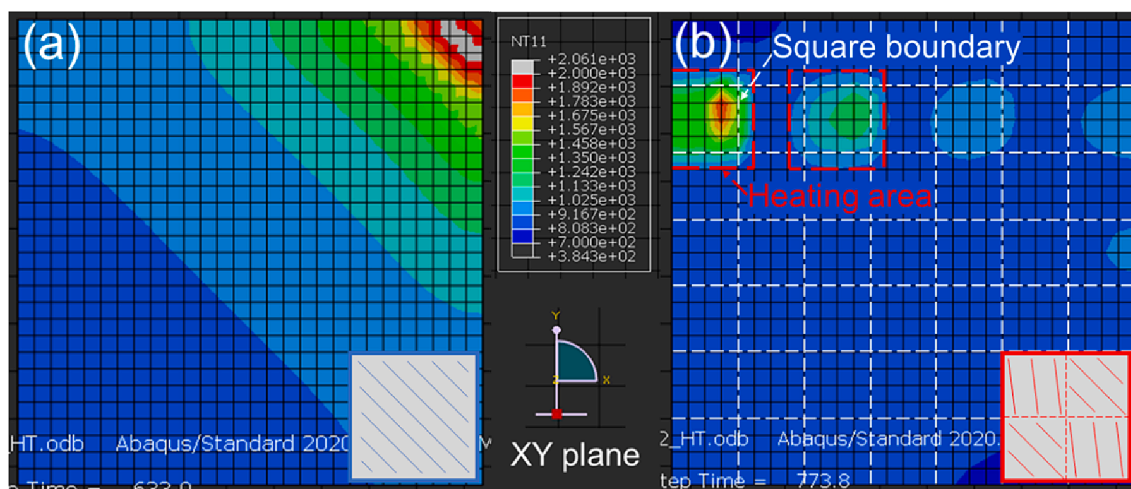 (a)
_HT.odb Abaqus/Standard 2020
633.9
NT11
+2.061e+03
+2.000e+03
+1.892e+03
+1.783e+03
+1.675e+03
+1.567e+03
+1.458e+03
+1.350e+03
+1.242e+03
+1.133e+03
+1.025e+03
+9.167e+02
+8.083e+02
+7.000e+02
+3.843e+02
Y
Z X
XY plane
(b)
Square boundary
Heating area
2_HT.odb Abaqus/Standard 2020.
tep Time = 773.8